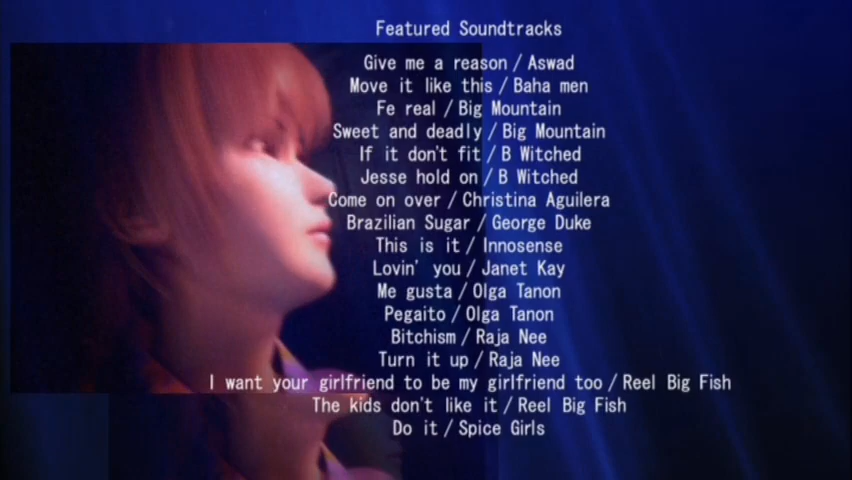 Featured Soundtracks
Give me a reason / Aswad
Move it like this / Baha men
Fe real / Big Mountain
Sweet and deadly / Big Mountain
If it don't fit / B Witched
Jesse hold on / B Witched
Come on over / Christina Aguilera
Brazilian Sugar / George Duke
This is it / Innosense
Lovin' you / Janet Kay
Me gusta / Olga Tanon
Pegaito / Olga Tanon
Bitchism / Raja Nee
Turn it up / Raja Nee
I want your girlfriend to be my girlfriend too / Reel Big Fish
The kids don't like it / Reel Big Fish
Do it / Spice Girls